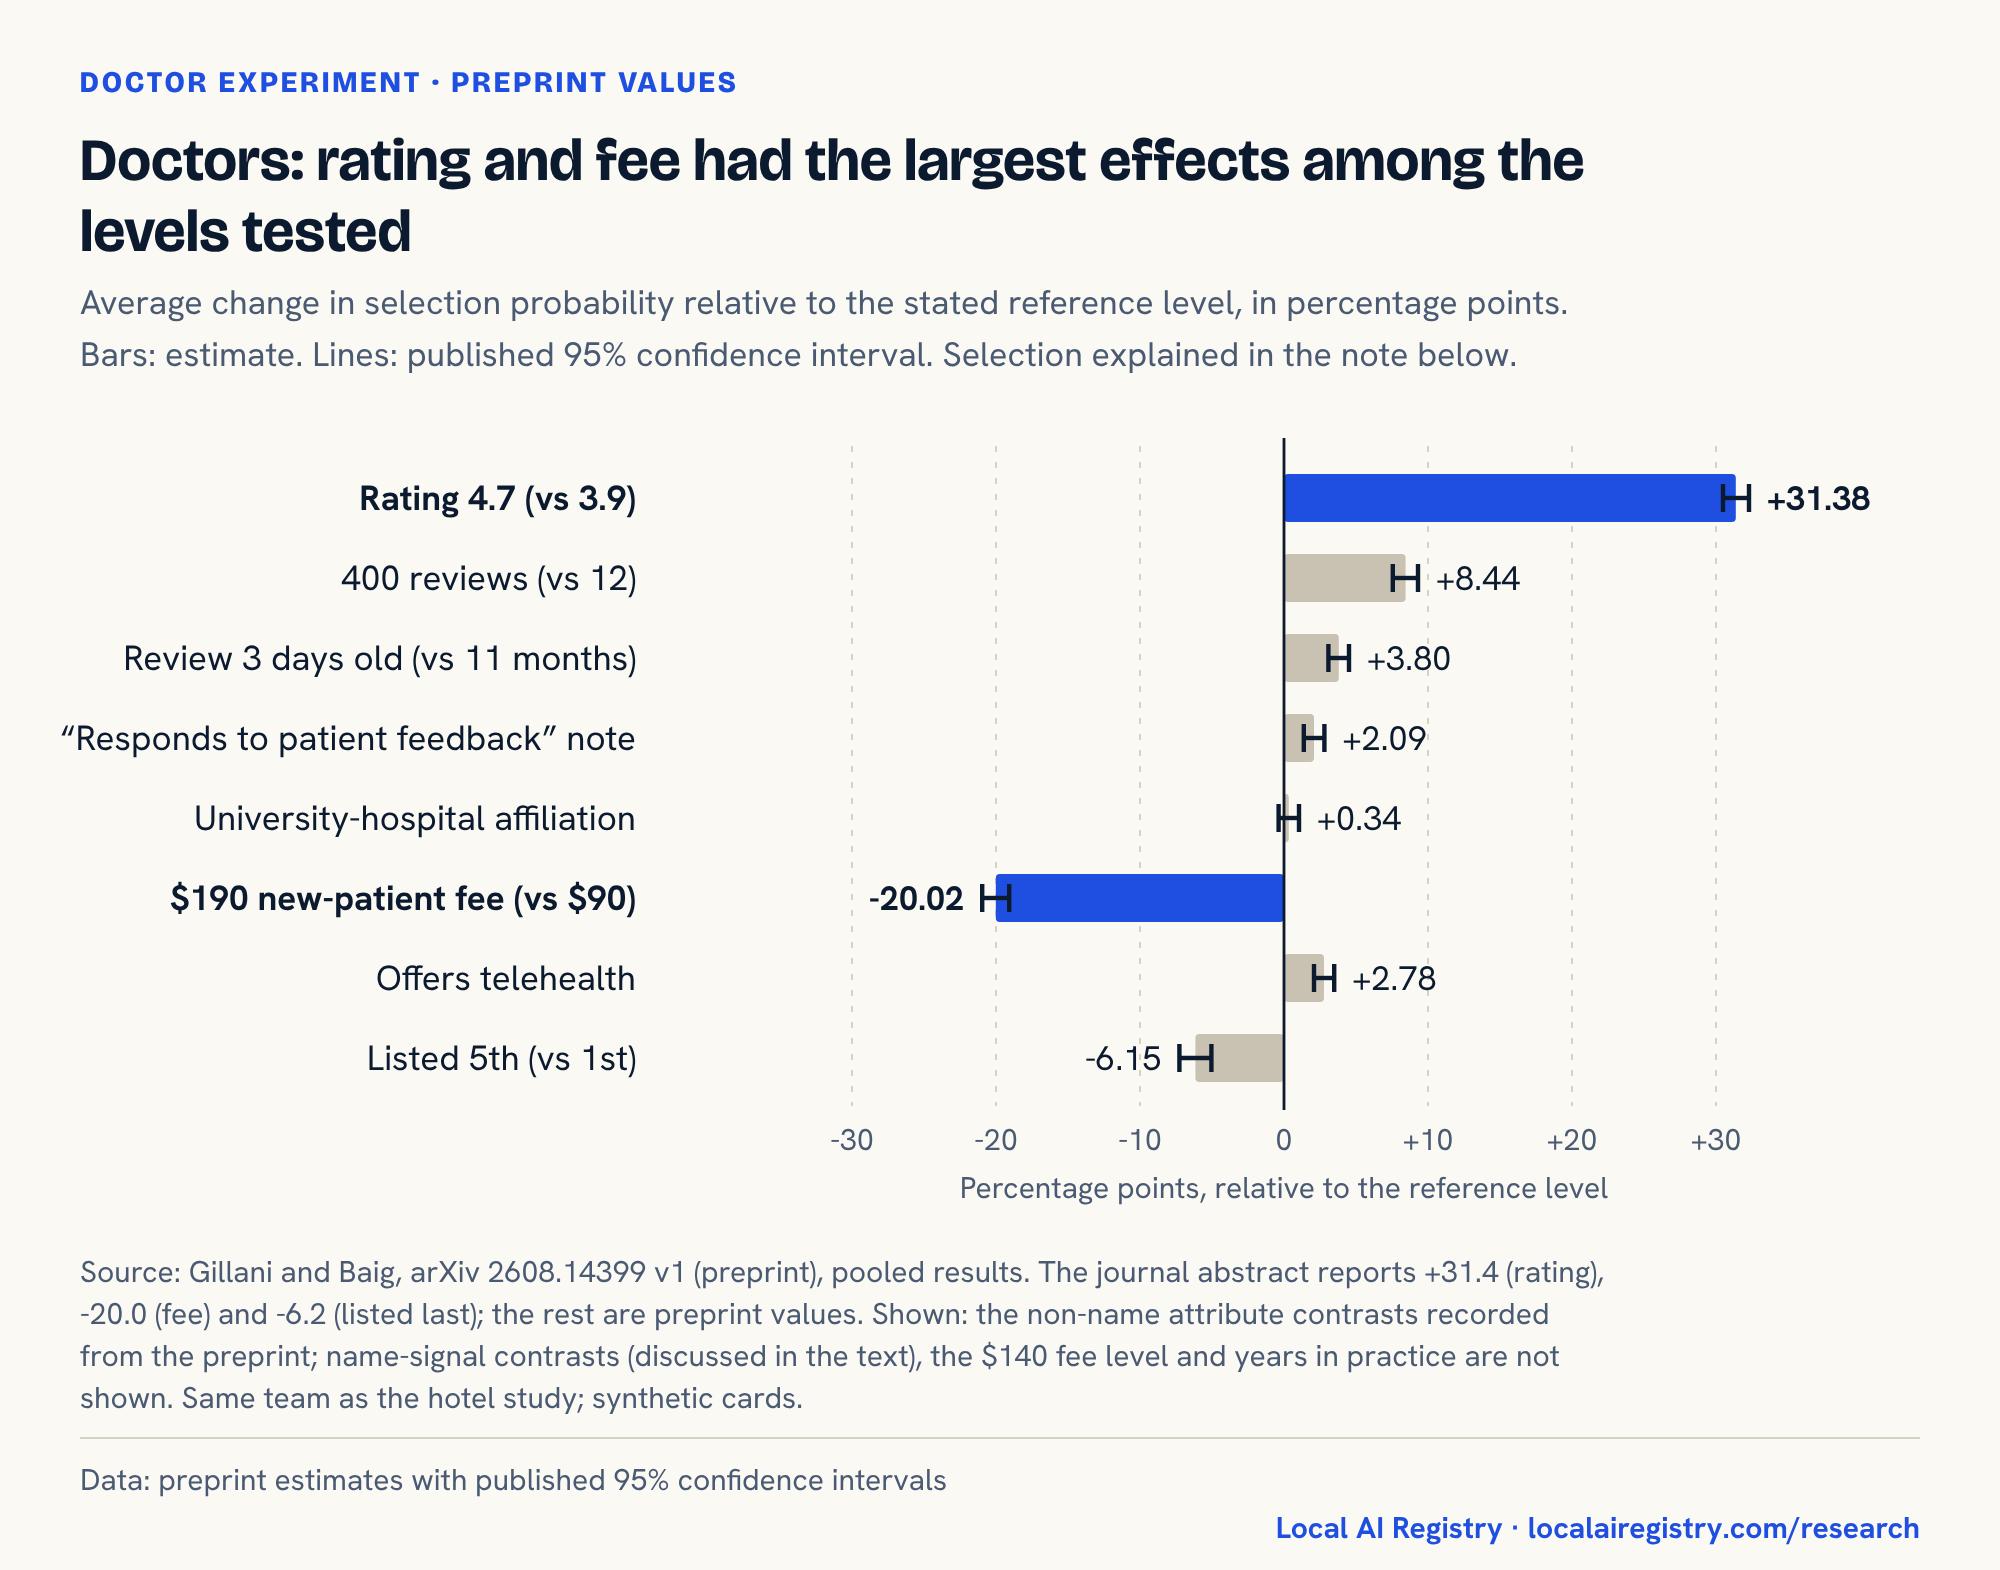 DOCTOR EXPERIMENT · PREPRINT VALUES
Doctors: rating and fee had the largest effects among the
levels tested
Average change in selection probability relative to the stated reference level, in percentage points.
Bars: estimate. Lines: published 95% confidence interval. Selection explained in the note below.
Rating 4.7 (vs 3.9) +31.38
400 reviews (vs 12) +8.44
Review 3 days old (vs 11 months) +3.80
“Responds to patient feedback” note +2.09
University-hospital affiliation +0.34
$190 new-patient fee (vs $90) -20.02
Offers telehealth +2.78
Listed 5th (vs 1st) -6.15
-30 -20 -10 0 +10 +20 +30
Percentage points, relative to the reference level
Source: Gillani and Baig, arXiv 2608.14399 v1 (preprint), pooled results. The journal abstract reports +31.4 (rating),
-20.0 (fee) and -6.2 (listed last); the rest are preprint values. Shown: the non-name attribute contrasts recorded
from the preprint; name-signal contrasts (discussed in the text), the $140 fee level and years in practice are not
shown. Same team as the hotel study; synthetic cards.
Data: preprint estimates with published 95% confidence intervals
Local AI Registry · localairegistry.com/research